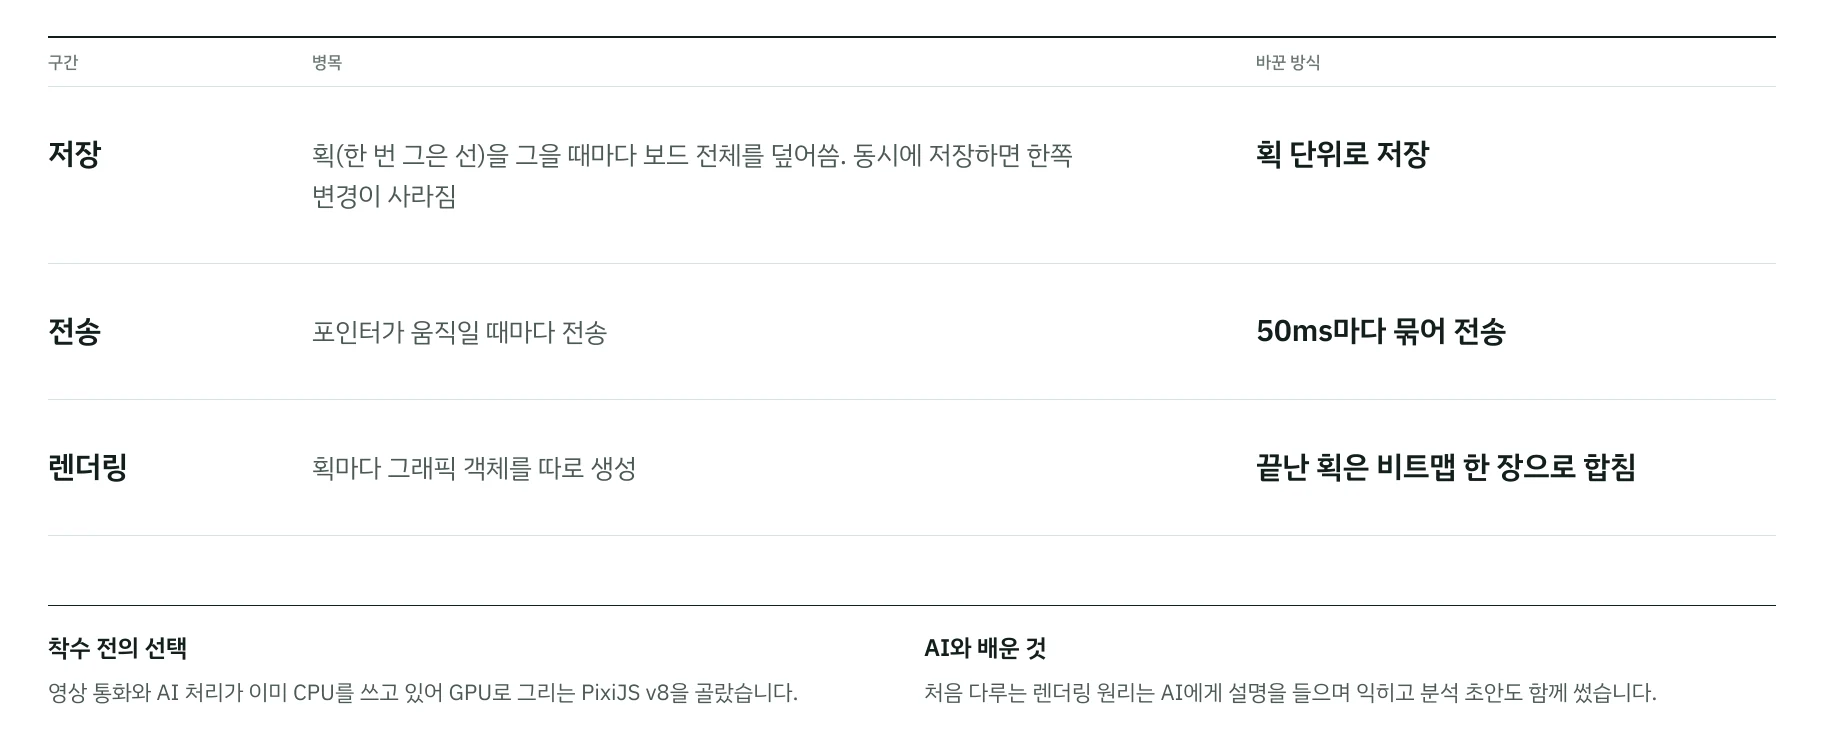 구간 병목 바꾼 방식
저장 획(한 번 그은 선)을 그을 때마다 보드 전체를 덮어씀. 동시에 저장하면 한쪽 획 단위로 저장
변경이 사라짐
전송 포인터가 움직일 때마다 전송 50ms마다 묶어 전송
렌더링 획마다 그래픽 객체를 따로 생성 끝난 획은 비트맵 한 장으로 합침
착수 전의 선택
영상 통화와 AI 처리가 이미 CPU를 쓰고 있어 GPU로 그리는 PixiJS v8을 골랐습니다.
AI와 배운 것
처음 다루는 렌더링 원리는 AI에게 설명을 들으며 익히고 분석 초안도 함께 썼습니다.